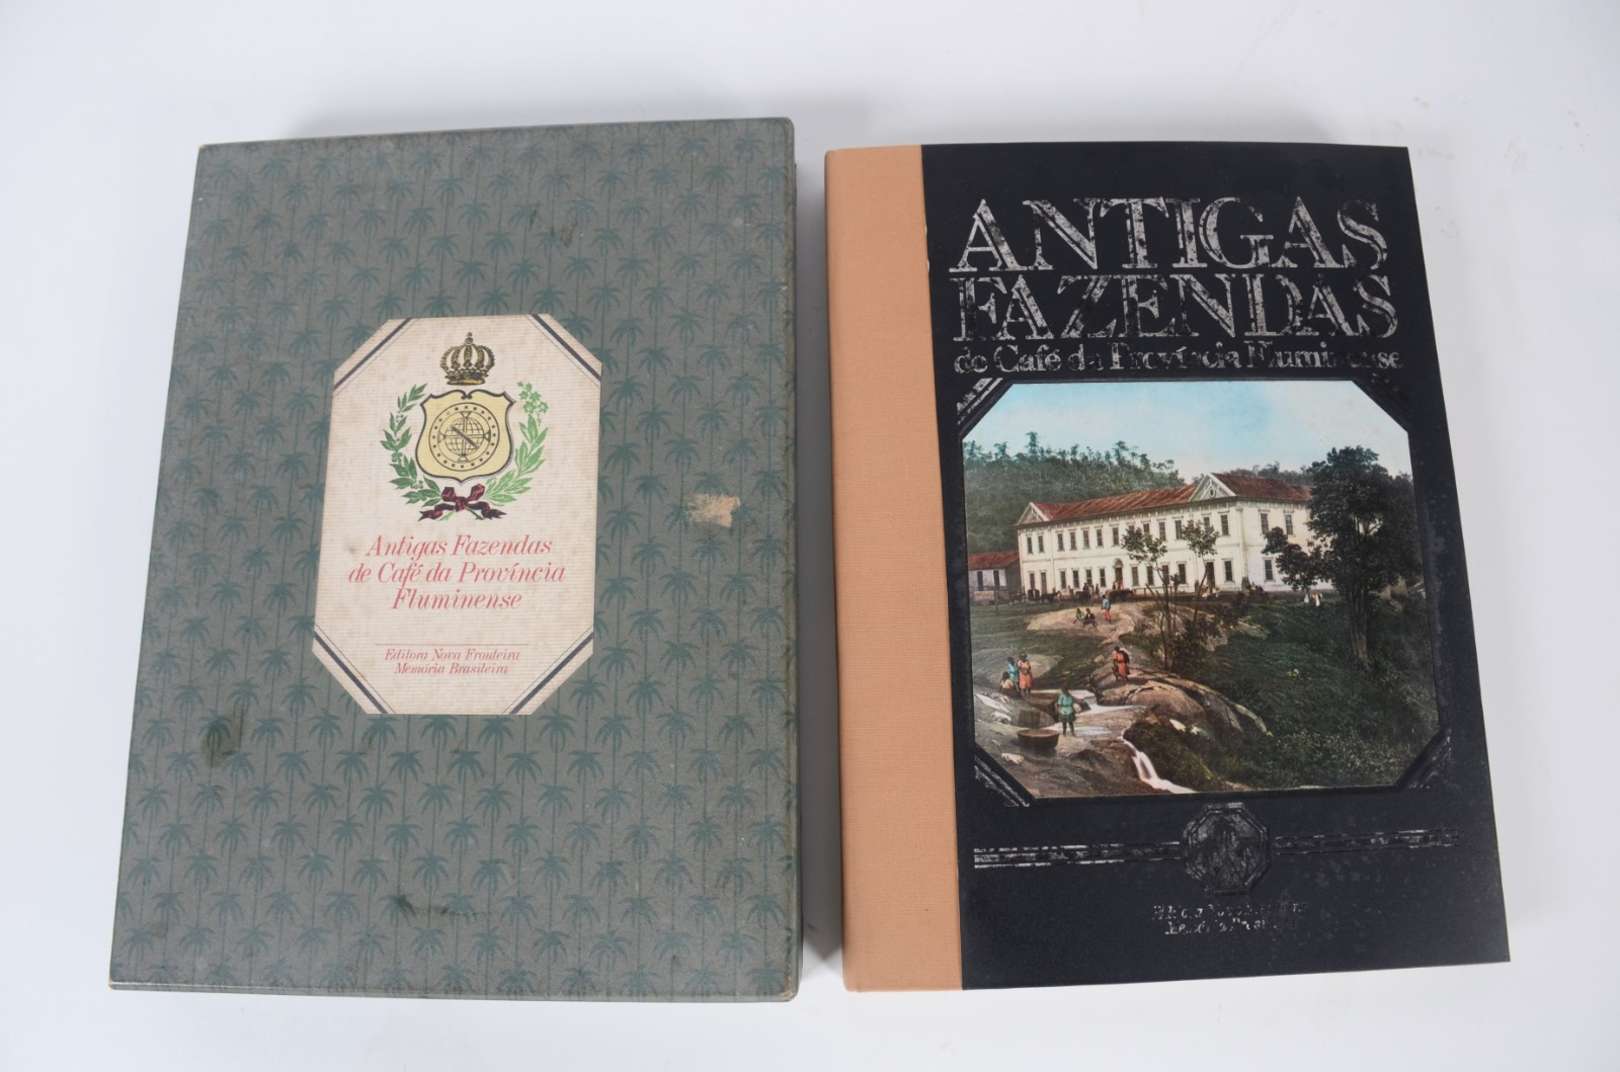 Antigas Fazendas
de Café da Província
Fluminense
Editora Nova Fronteira
Memória Brasileira
ANTIGAS
FAZENDAS
de Café da Província Fluminense